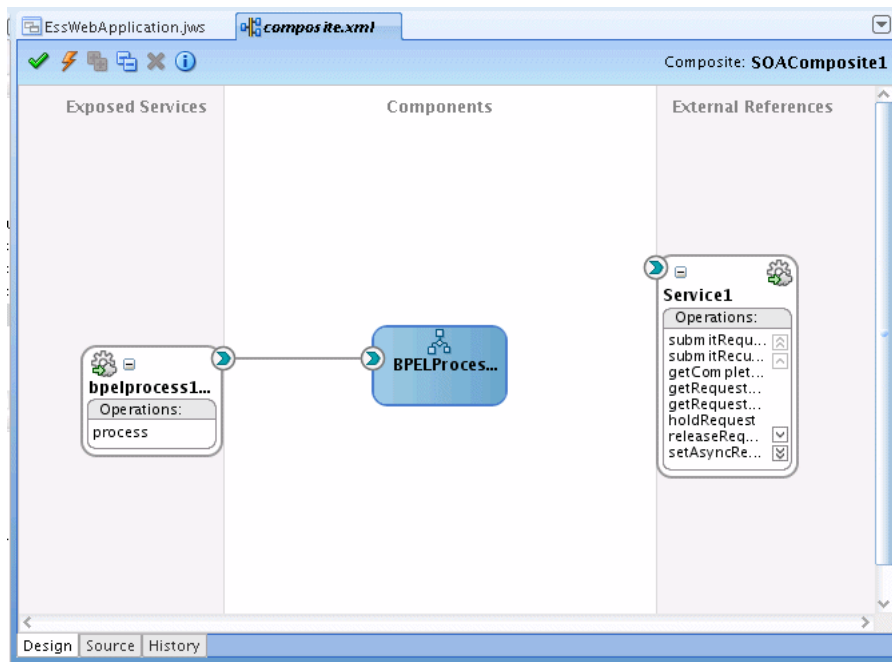 EssWebApplication.jws
composite.xml
Composite: SOAComposite1
Exposed Services
Components
External References
bpelprocess1...
Operations:
process
BPELProces...
Service1
Operations:
submitRequ...
submitRecu...
getComplet...
getRequest...
getRequest...
holdRequest
releaseReq...
setAsyncRe...
Design
Source
History